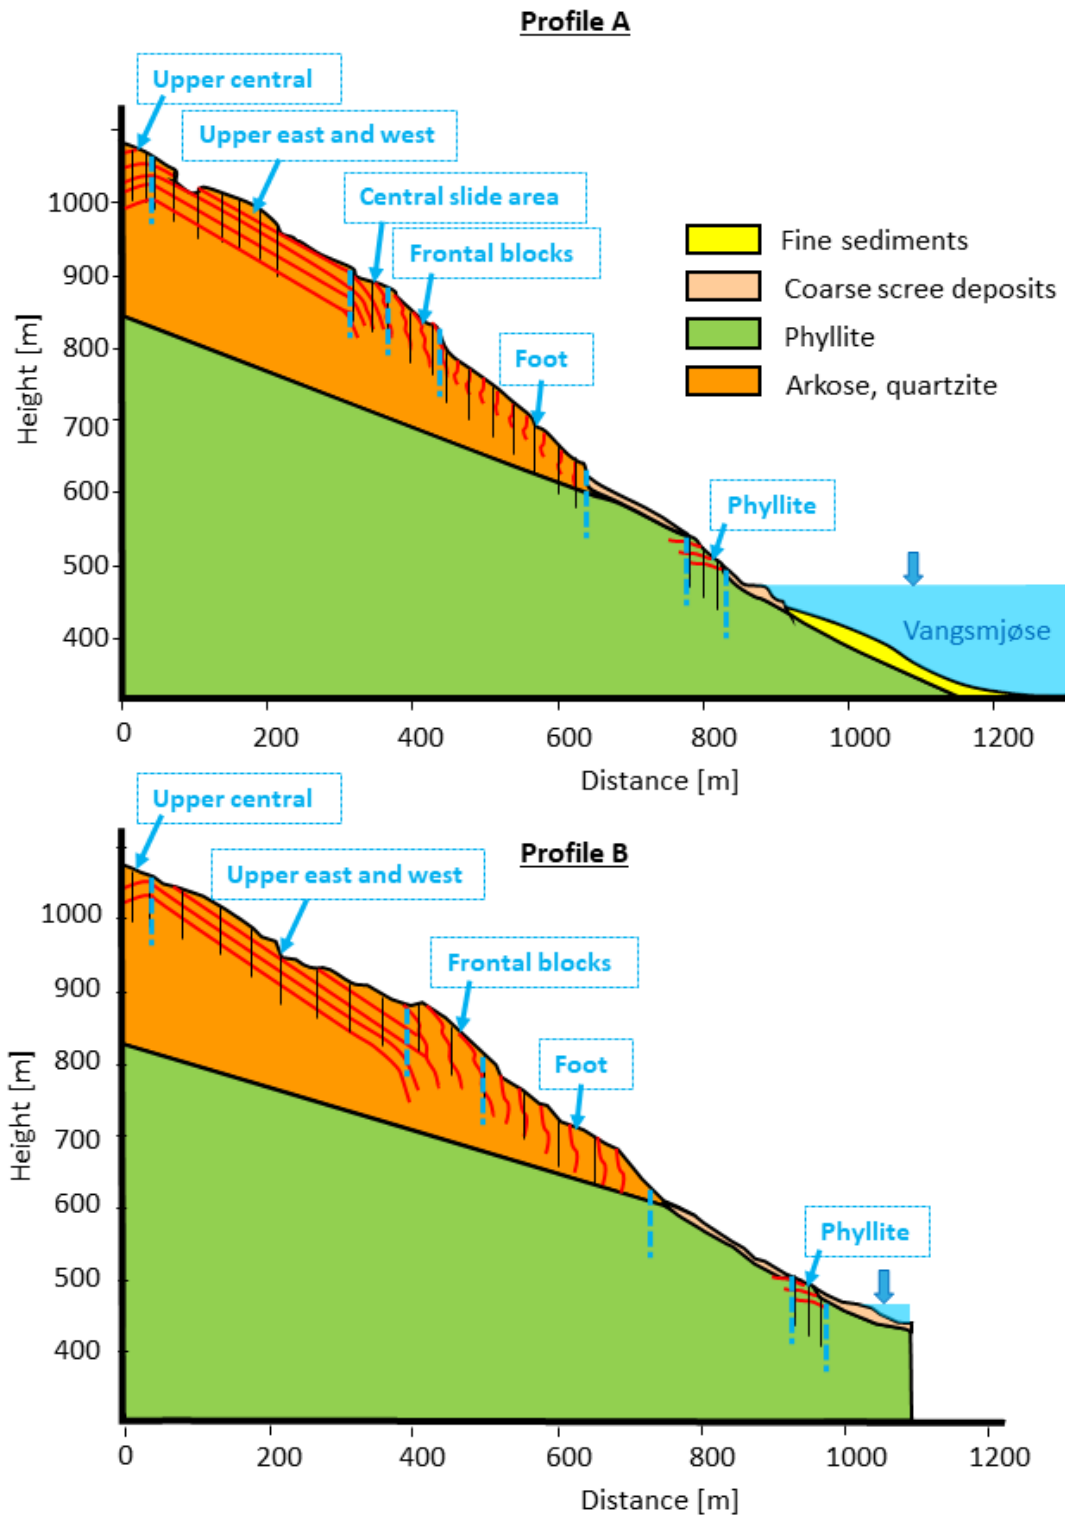 Profile A
Upper central
Upper east and west
Central slide area
Frontal blocks
Foot
Phyllite
Fine sediments
Coarse scree deposits
Phyllite
Arkose, quartzite
Vangsmjøse
Height [m]
1000
900
800
700
600
500
400
0 200 400 600 800 1000 1200
Distance [m]
Profile B
Upper central
Upper east and west
Frontal blocks
Foot
Phyllite
Height [m]
1000
900
800
700
600
500
400
0 200 400 600 800 1000 1200
Distance [m]